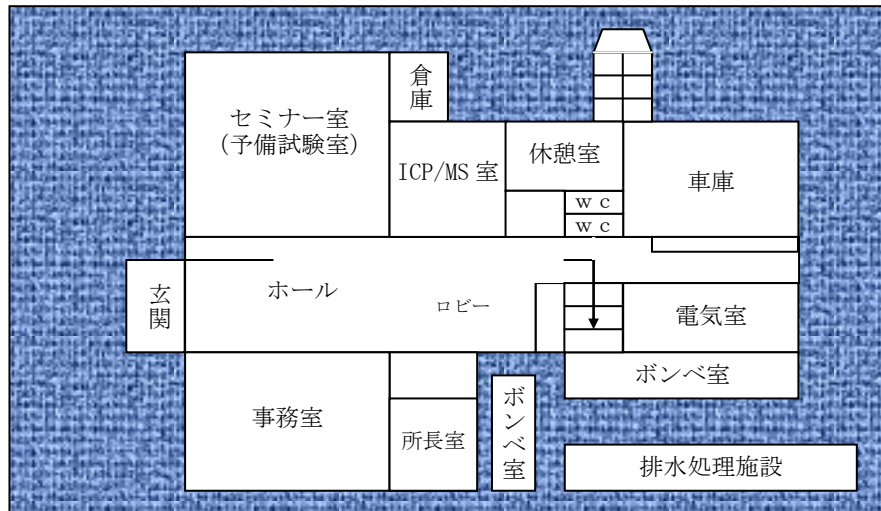 倉庫
セミナー室
(予備試験室)
休憩室
ICP/MS 室
車庫
ｗｃ
ｗｃ
玄関
ホール
ロビー
電気室
ボンベ室
事務室
ボンベ室
所長室
排水処理施設